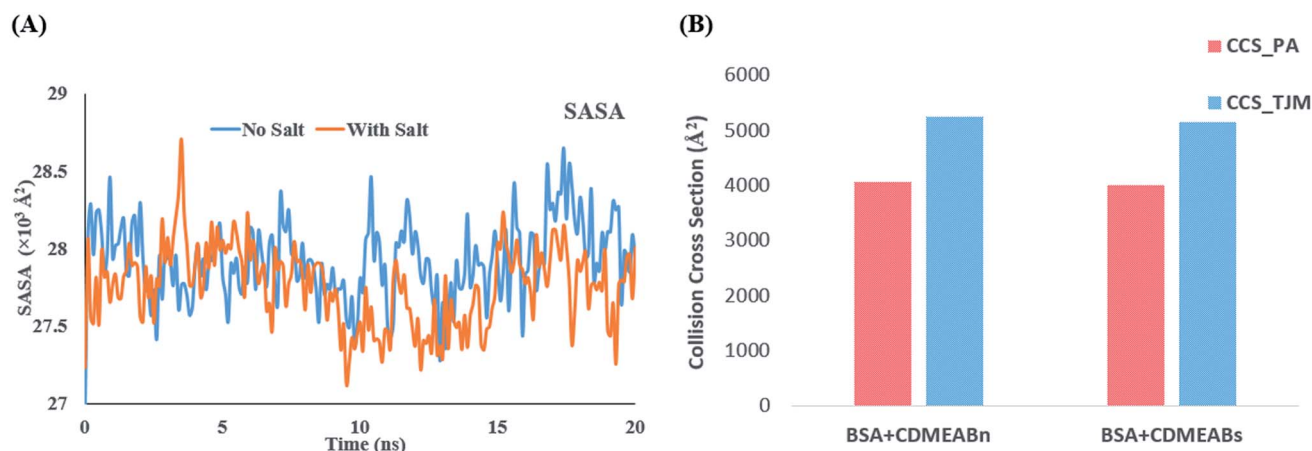 (A)
SASA
No Salt
With Salt
29
28.5
28
27.5
27
SASA (×10³ Å²)
0
5
10
15
20
Time (ns)
(B)
CCS_PA
CCS_TJM
6000
5000
4000
3000
2000
1000
0
Collision Cross Section (Å²)
BSA+CDMEABn
BSA+CDMEABs